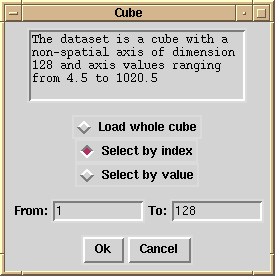 Cube
The dataset is a cube with a
non-spatial axis of dimension
128 and axis values ranging
from 4.5 to 1020.5
Load whole cube
Select by index
Select by value
From: 1 To: 128
Ok Cancel